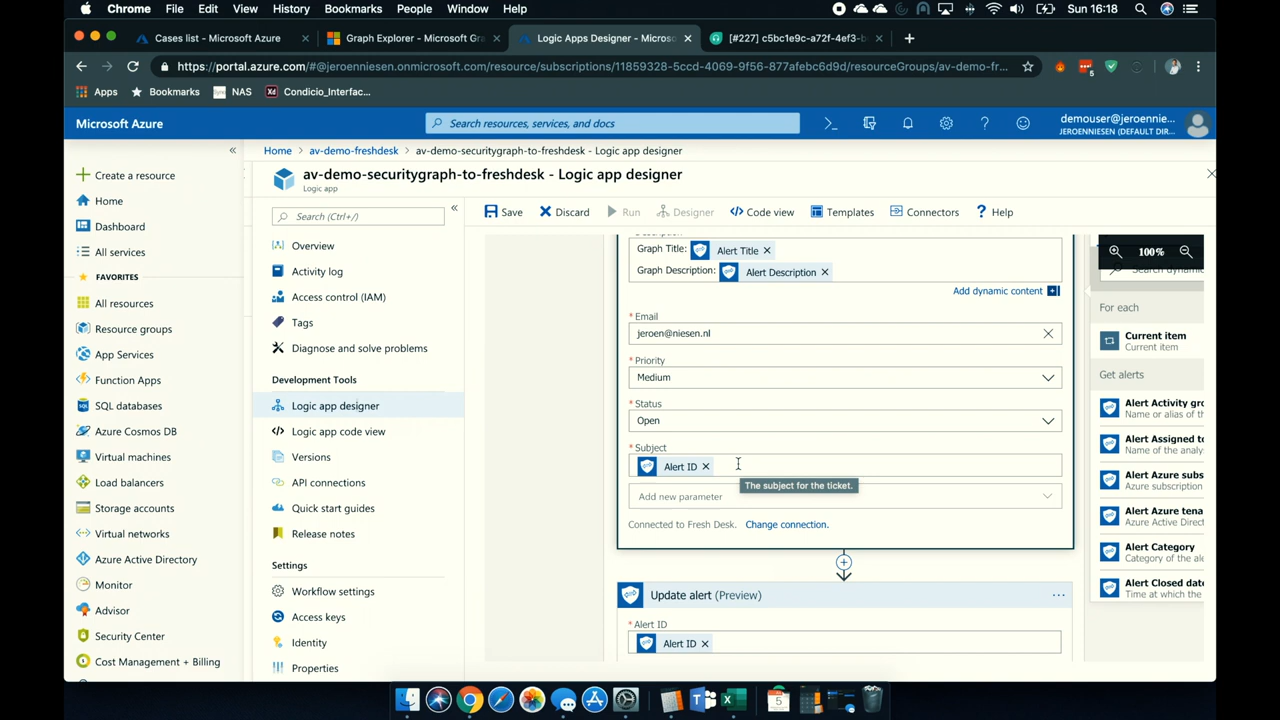 Chrome File Edit View History Bookmarks People Window Help Sun 16:18
Cases list - Microsoft Azure
Graph Explorer - Microsoft Gr
Logic Apps Designer - Microso
[#227] c5bc1e9c-a72f-4ef3-b
https://portal.azure.com/#@jeroenniesen.onmicrosoft.com/resource/subscriptions/11859328-5ccd-4069-9f56-877afebc6d9d/resourceGroups/av-demo-fr...
Apps Bookmarks NAS Condicio_Interfac...
Microsoft Azure
Search resources, services, and docs
demouser@jeroennie...
JEROENNIESEN (DEFAULT DIR...
Home > av-demo-freshdesk > av-demo-securitygraph-to-freshdesk - Logic app designer
av-demo-securitygraph-to-freshdesk - Logic app designer
Logic app
Create a resource
Home
Dashboard
All services
FAVORITES
All resources
Resource groups
App Services
Function Apps
SQL databases
Azure Cosmos DB
Virtual machines
Load balancers
Storage accounts
Virtual networks
Azure Active Directory
Monitor
Advisor
Security Center
Cost Management + Billing
Search (Ctrl+/)
Overview
Activity log
Access control (IAM)
Tags
Diagnose and solve problems
Development Tools
Logic app designer
Logic app code view
Versions
API connections
Quick start guides
Release notes
Settings
Workflow settings
Access keys
Identity
Properties
Save Discard Run Designer Code view Templates Connectors Help
Graph Title: Alert Title
Graph Description: Alert Description
Add dynamic content
* Email
jeroen@niesen.nl
* Priority
Medium
* Status
Open
* Subject
Alert ID
The subject for the ticket.
Add new parameter
Connected to Fresh Desk. Change connection.
Update alert (Preview)
* Alert ID
Alert ID
100%
For each
Current item
Current item
Get alerts
Alert Activity gro
Name or alias of th
Alert Assigned to
Name of the analy
Alert Azure subs
Azure subscription
Alert Azure tena
Azure Active Direct
Alert Category
Category of the ale
Alert Closed date
Time at which the
5